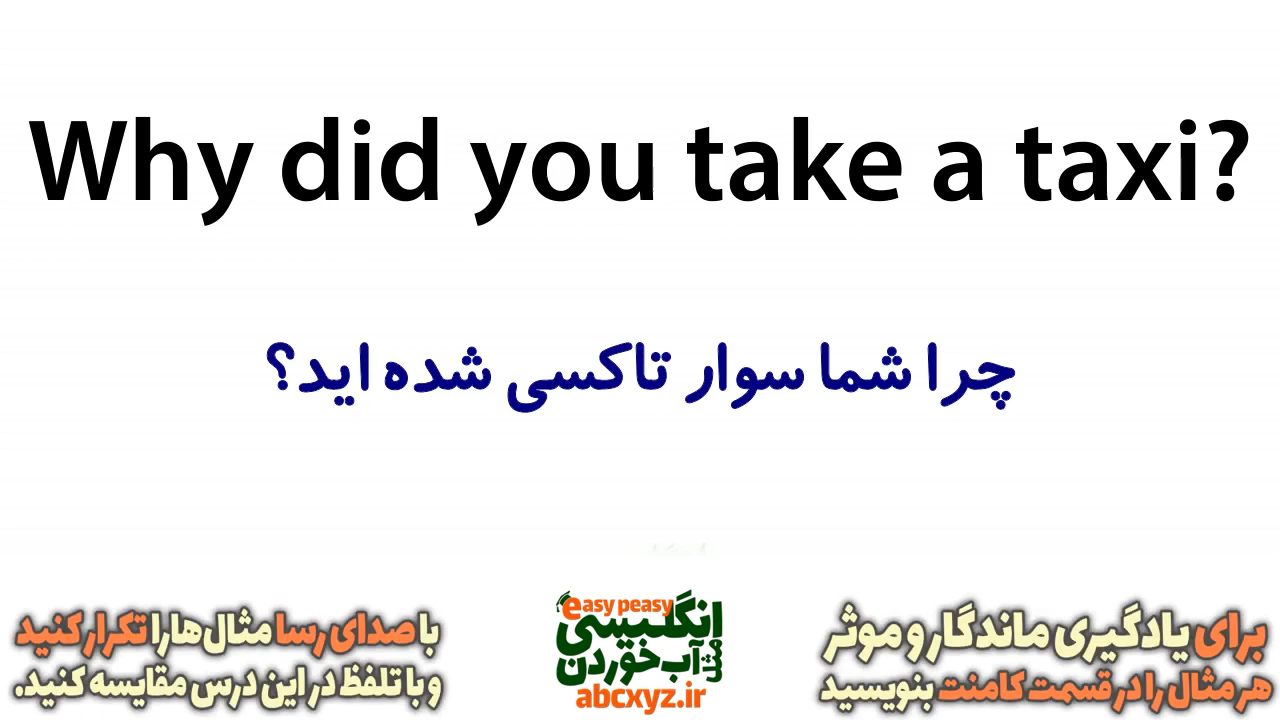 Why did you take a taxi?
چرا شما سوار تاکسی شده اید؟
برای یادگیری ماندگار و موثر
هر مثال را در قسمت کامنت بنویسید
easy peasy
انگلیسی
مثل آب خوردن
abcxyz.ir
با صدای رسا مثال‌ها را تکرار کنید
و با تلفظ در این درس مقایسه کنید.